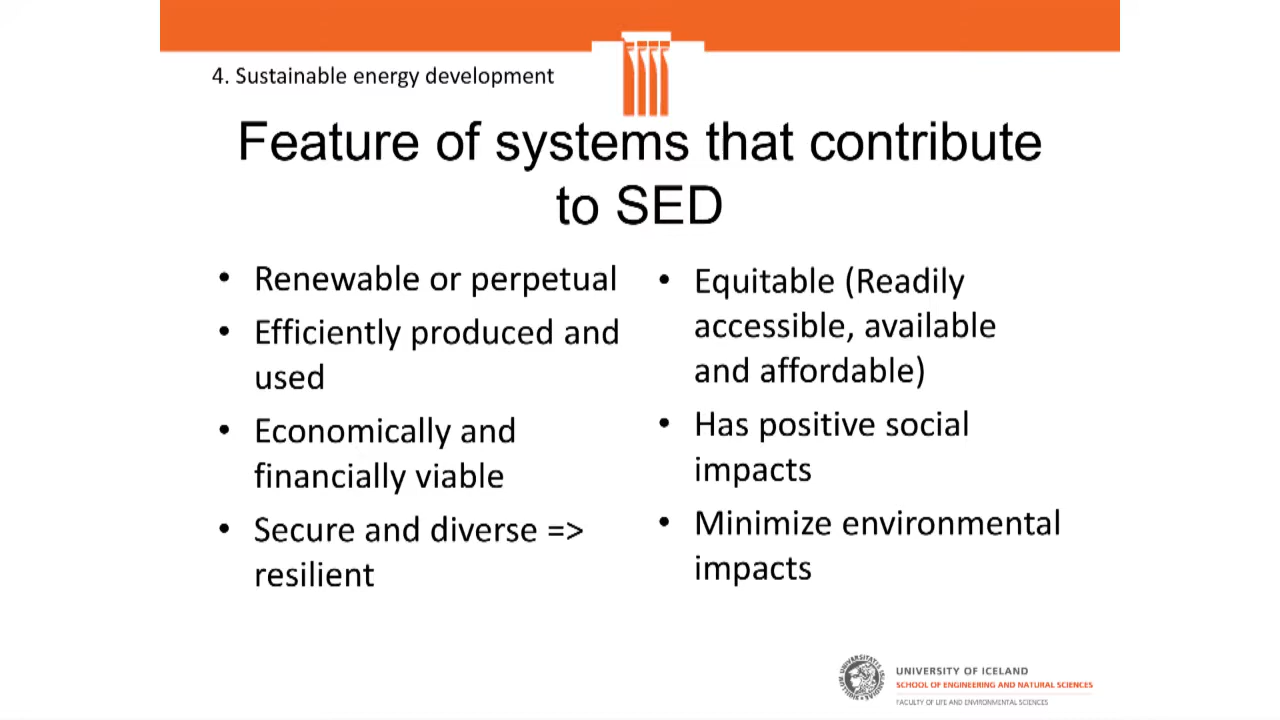 4. Sustainable energy development
Feature of systems that contribute
to SED
• Renewable or perpetual
• Efficiently produced and
used
• Economically and
financially viable
• Secure and diverse =>
resilient
• Equitable (Readily
accessible, available
and affordable)
• Has positive social
impacts
• Minimize environmental
impacts
UNIVERSITY OF ICELAND
SCHOOL OF ENGINEERING AND NATURAL SCIENCES
FACULTY OF LIFE AND ENVIRONMENTAL SCIENCES